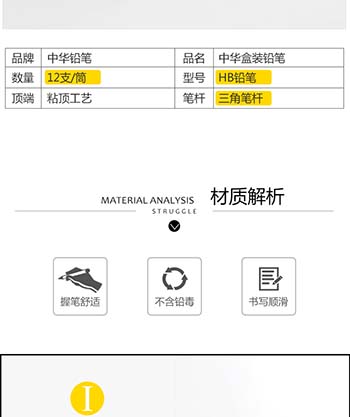 品牌 中华铅笔 品名 中华盒装铅笔
数量 12支/筒 型号 HB铅笔
顶端 粘顶工艺 笔杆 三角笔杆
MATERIAL ANALYSIS 材质解析
STRUGGLE
握笔舒适 不含铅毒 书写顺滑
I